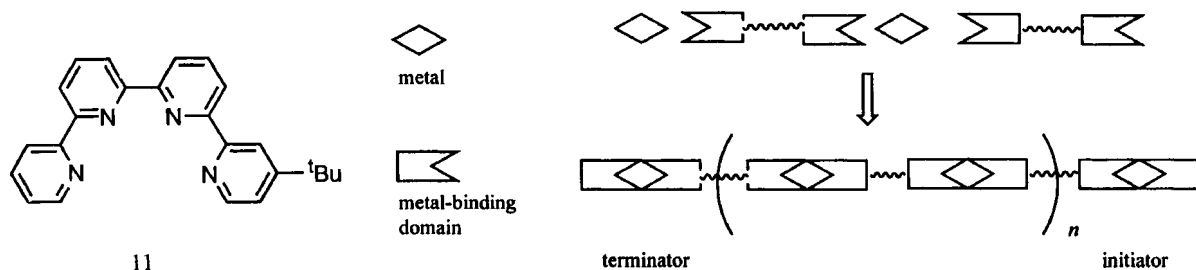 N
N
N
N
tBu
11
metal
metal-binding
domain
n
terminator
initiator